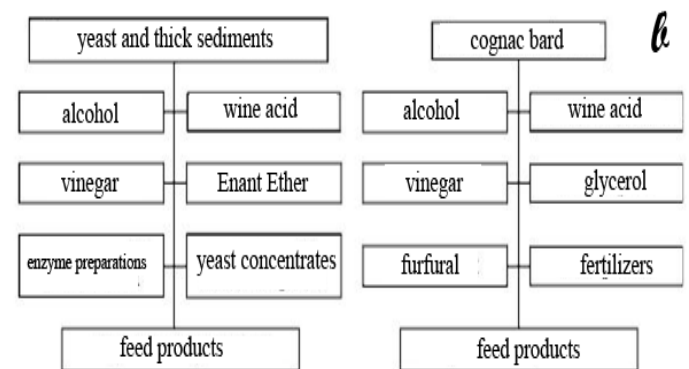 yeast and thick sediments
alcohol
wine acid
vinegar
Enant Ether
enzyme preparations
yeast concentrates
feed products
b
cognac bard
alcohol
wine acid
vinegar
glycerol
furfural
fertilizers
feed products